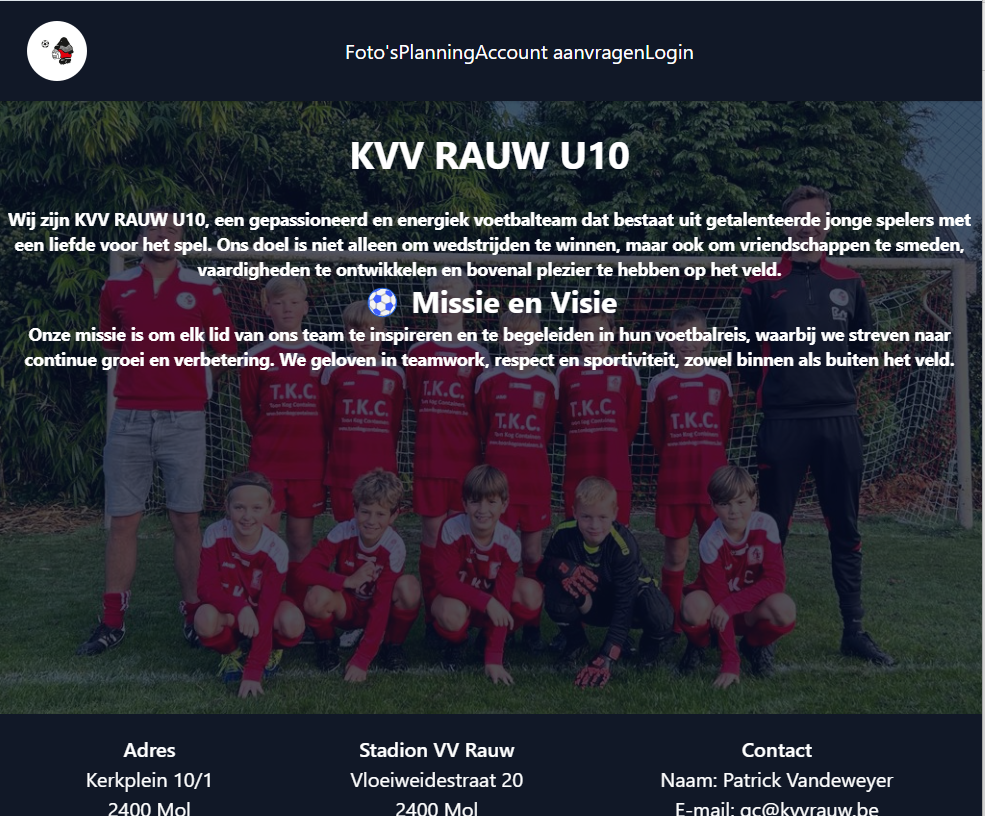 Foto'sPlanningAccount aanvragenLogin
KVV RAUW U10
Wij zijn KVV RAUW U10, een gepassioneerd en energiek voetbalteam dat bestaat uit getalenteerde jonge spelers met
een liefde voor het spel. Ons doel is niet alleen om wedstrijden te winnen, maar ook om vriendschappen te smeden,
vaardigheden te ontwikkelen en bovenal plezier te hebben op het veld.
Missie en Visie
Onze missie is om elk lid van ons team te inspireren en te begeleiden in hun voetbalreis, waarbij we streven naar
continue groei en verbetering. We geloven in teamwork, respect en sportiviteit, zowel binnen als buiten het veld.
T.K.C.
T.K.C.
T.K.C.
T.K.C.
T.K.C.
T.K.C.
Adres
Kerkplein 10/1
2400 Mol
Stadion VV Rauw
Vloeiweidestraat 20
2400 Mol
Contact
Naam: Patrick Vandeweyer
E-mail: gc@kvvrauw.be